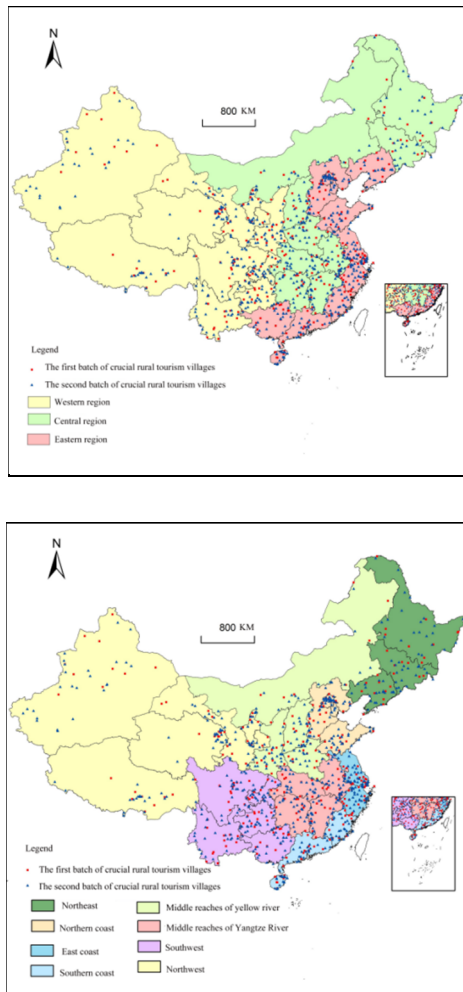 N
800 KM
Legend
The first batch of crucial rural tourism villages
The second batch of crucial rural tourism villages
Western region
Central region
Eastern region
N
800 KM
Legend
The first batch of crucial rural tourism villages
The second batch of crucial rural tourism villages
Northeast Middle reaches of yellow river
Northern coast Middle reaches of Yangtze River
East coast Southwest
Southern coast Northwest